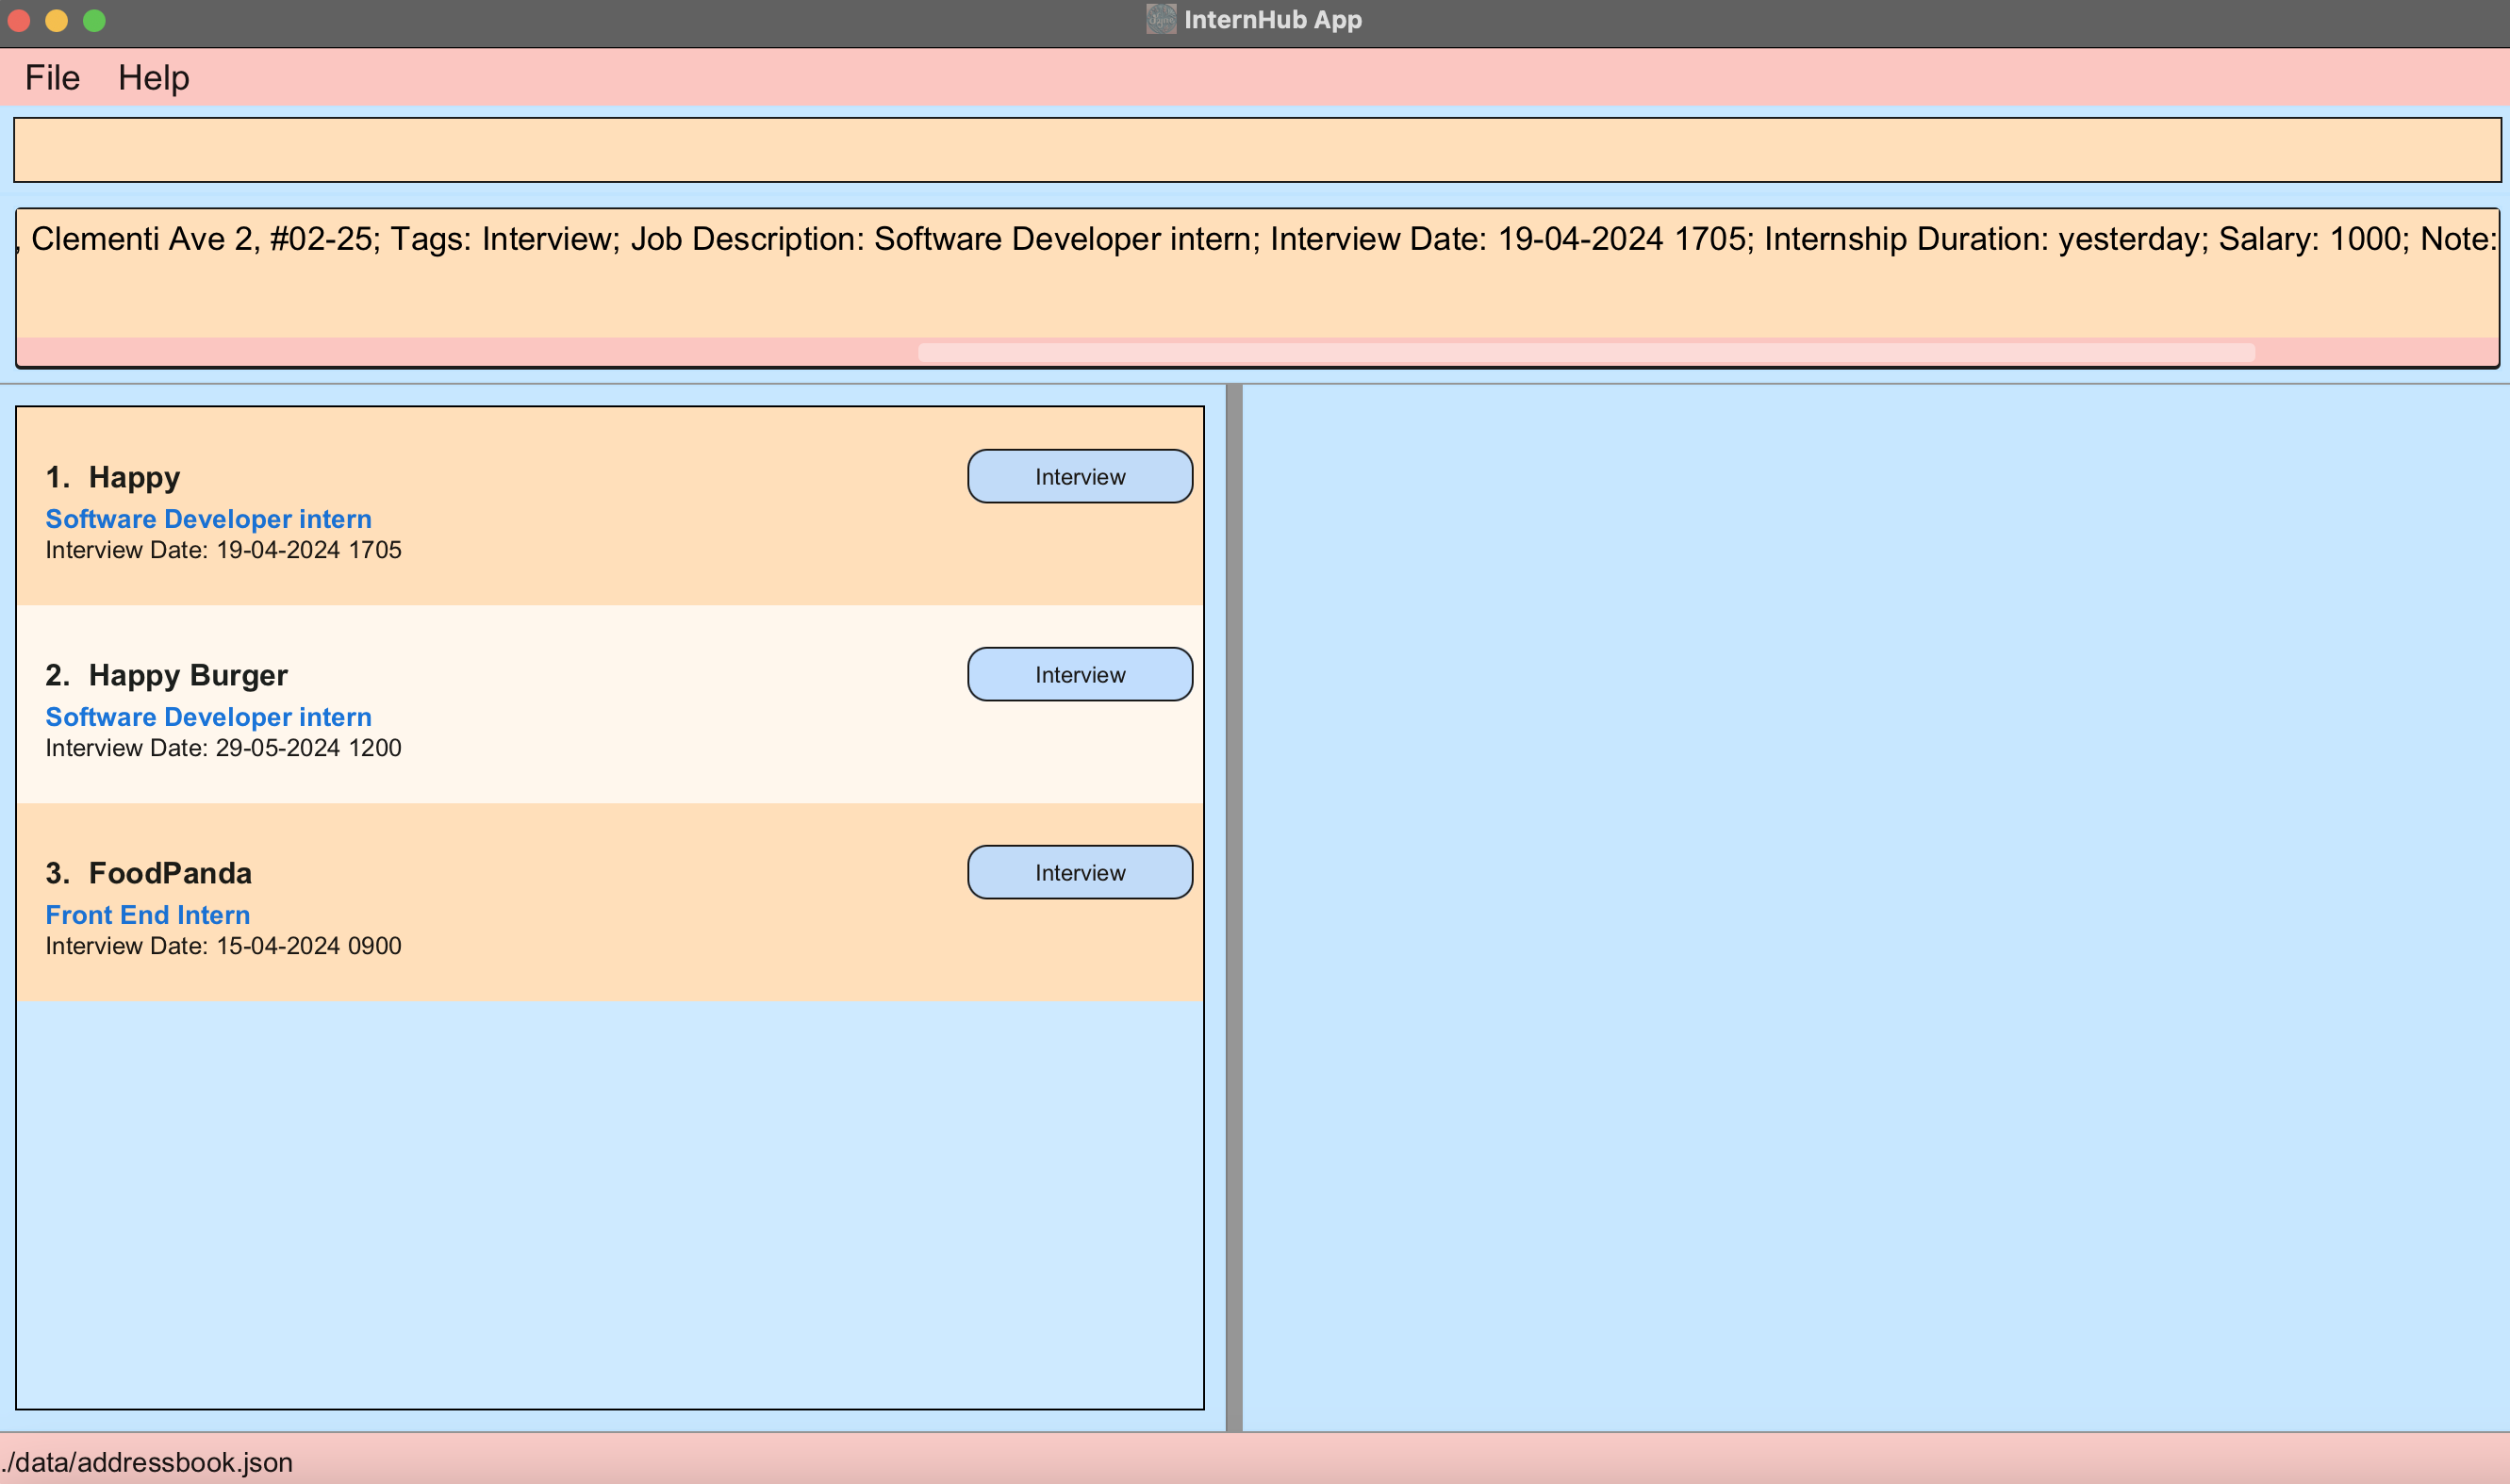 InternHub App
File Help
, Clementi Ave 2, #02-25; Tags: Interview; Job Description: Software Developer intern; Interview Date: 19-04-2024 1705; Internship Duration: yesterday; Salary: 1000; Note:
1. Happy
Interview
Software Developer intern
Interview Date: 19-04-2024 1705
2. Happy Burger
Interview
Software Developer intern
Interview Date: 29-05-2024 1200
3. FoodPanda
Interview
Front End Intern
Interview Date: 15-04-2024 0900
./data/addressbook.json